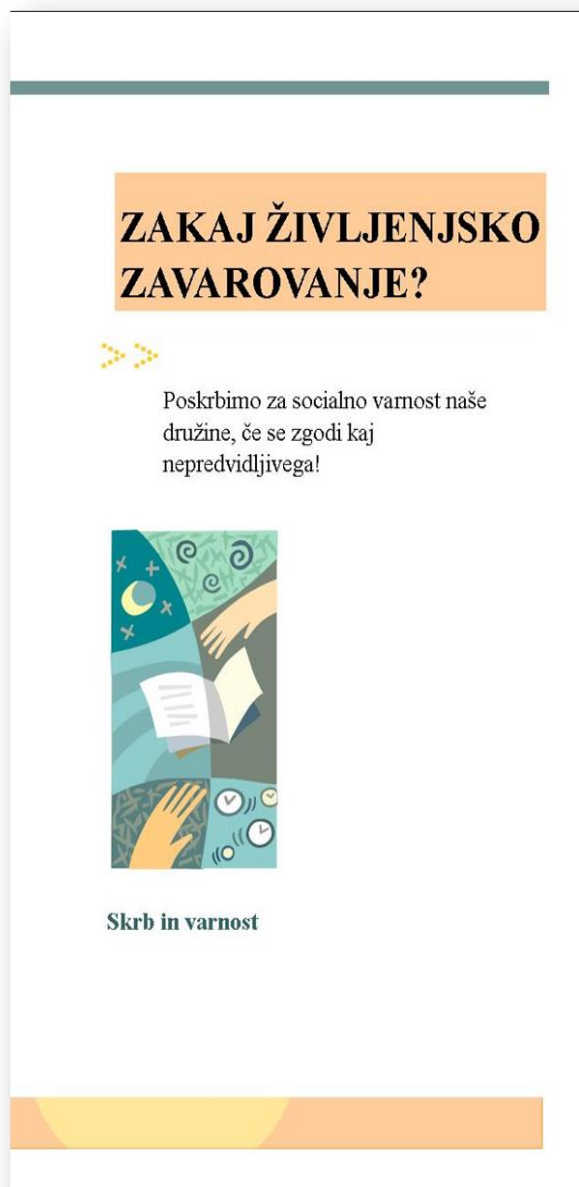 ZAKAJ ŽIVLJENJSKO
ZAVAROVANJE?
Poskrbimo za socialno varnost naše
družine, če se zgodi kaj
nepredvidljivega!
Skrb in varnost